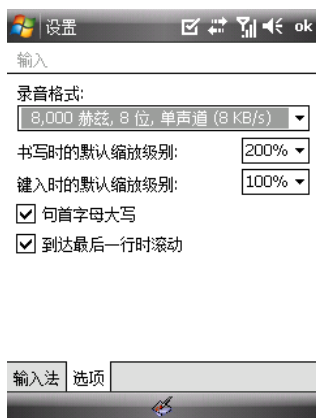 设置 ok
输入
录音格式:
8,000 赫兹, 8 位, 单声道 (8 KB/s)
书写时的默认缩放级别: 200%
键入时的默认缩放级别: 100%
句首字母大写
到达最后一行时滚动
输入法 选项